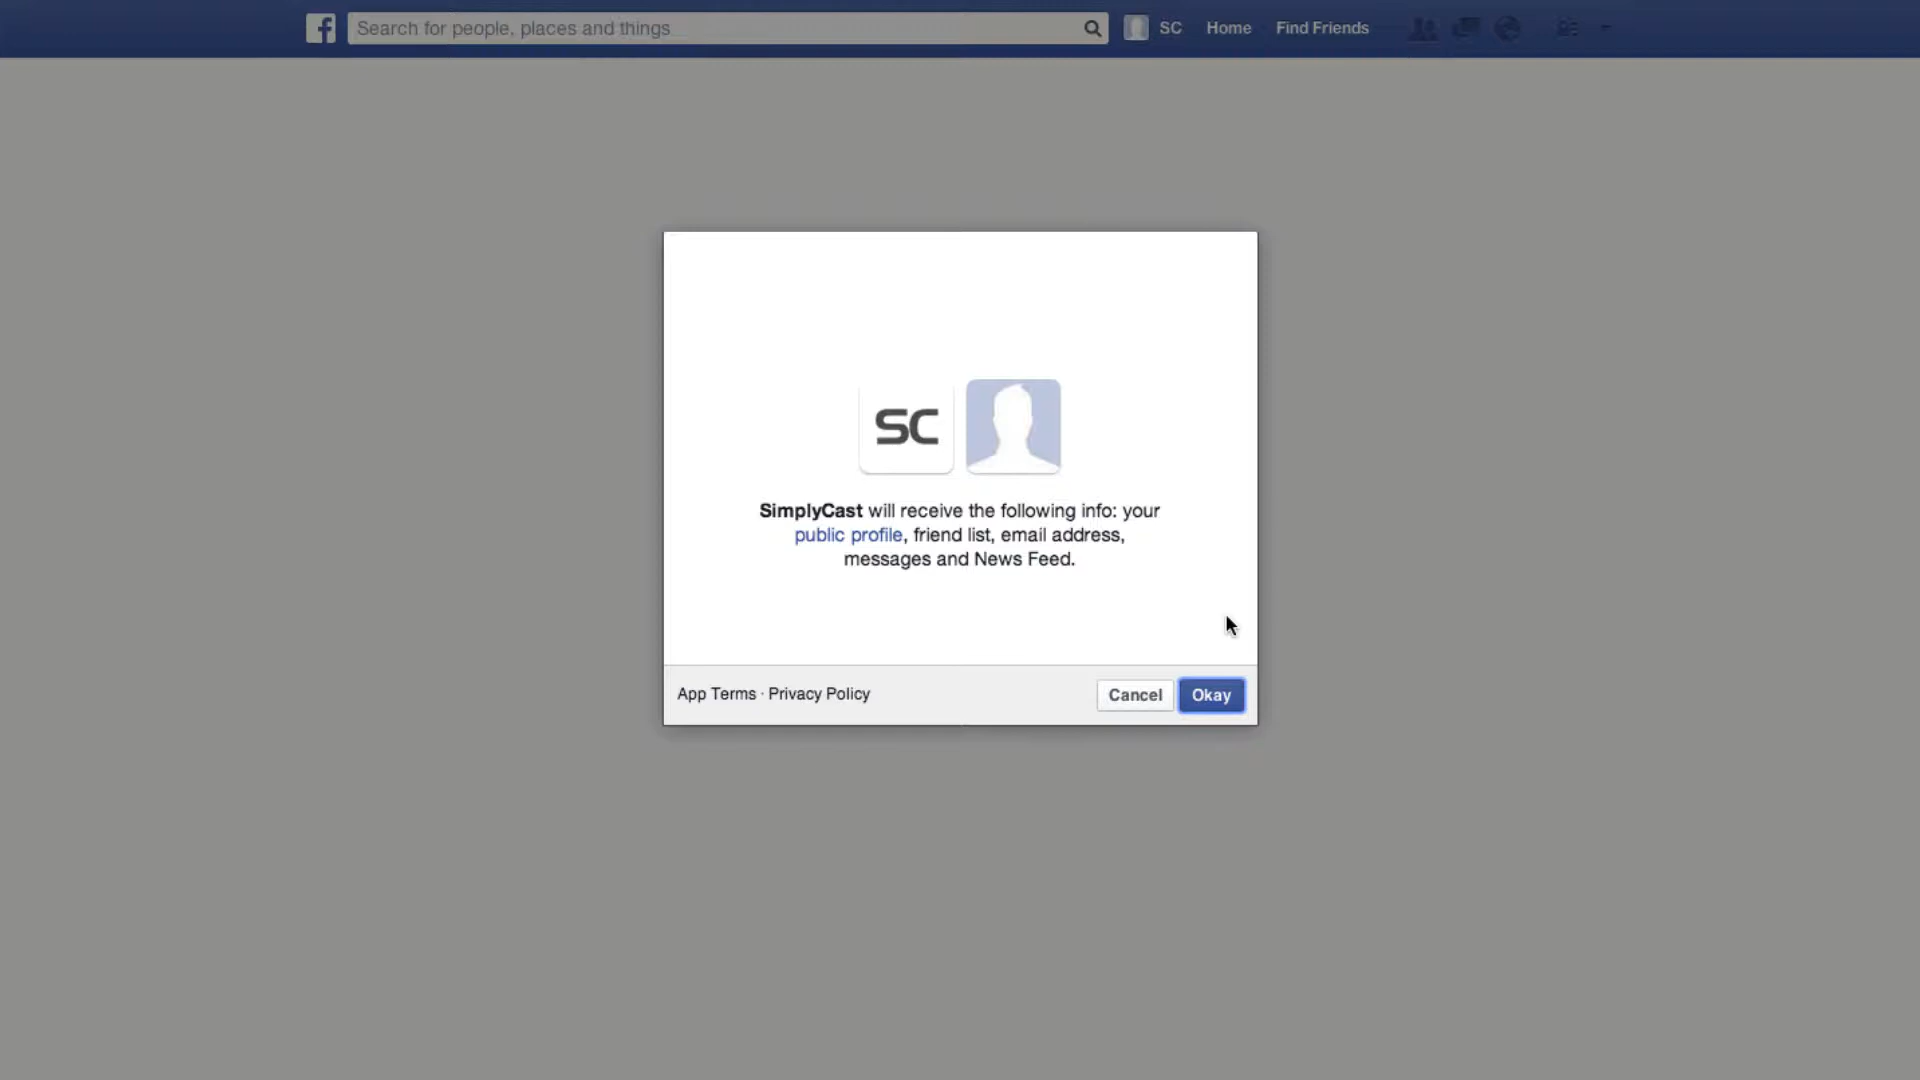 Search for people, places and things
SC
Home
Find Friends
SC
SimplyCast will receive the following info: your
public profile, friend list, email address,
messages and News Feed.
App Terms · Privacy Policy
Cancel
Okay